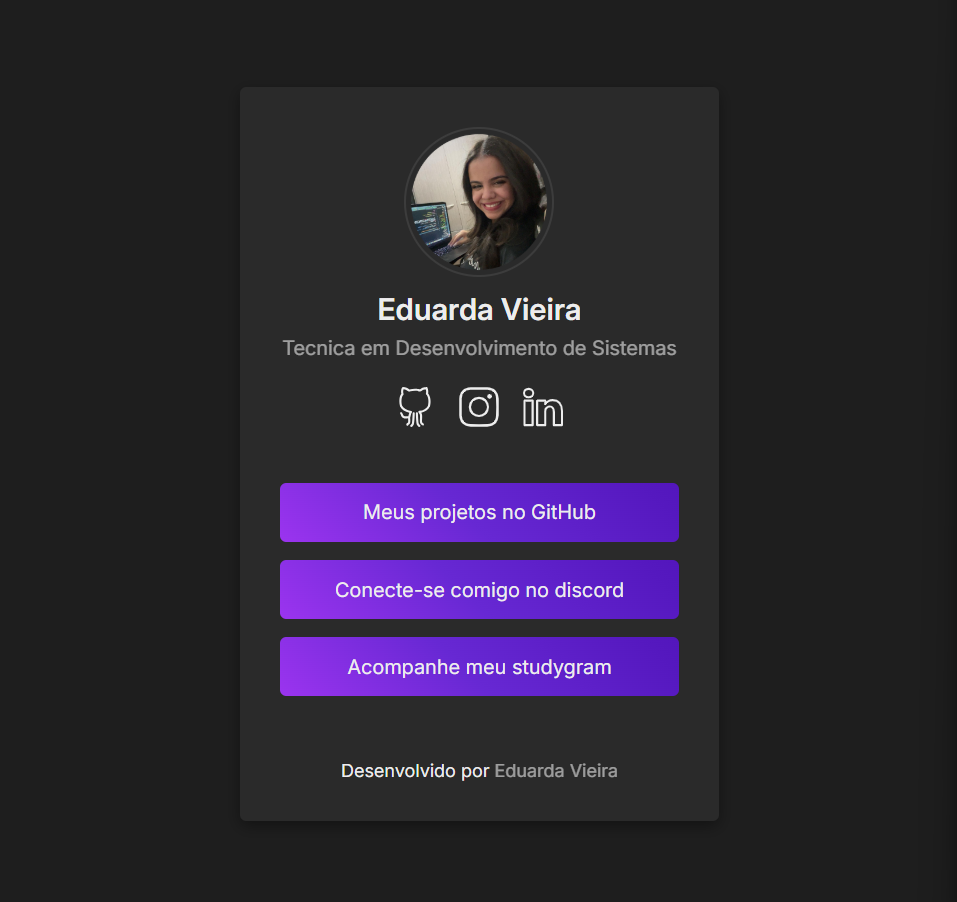 Eduarda Vieira
Tecnica em Desenvolvimento de Sistemas
in
Meus projetos no GitHub
Conecte-se comigo no discord
Acompanhe meu studygram
Desenvolvido por Eduarda Vieira